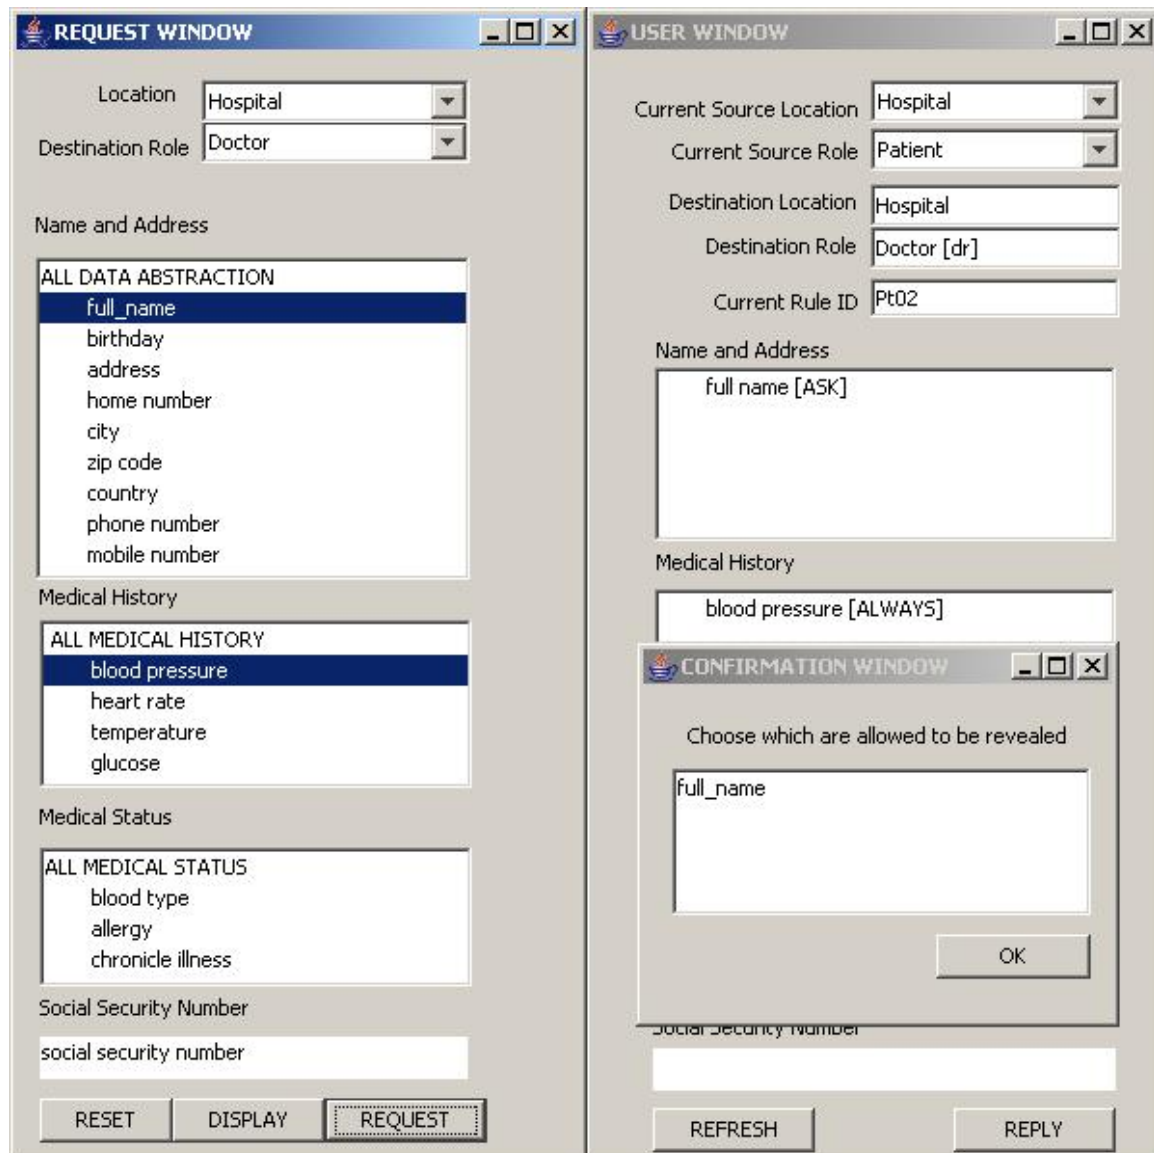 REQUEST WINDOW
Location
Hospital
Destination Role
Doctor
Name and Address
ALL DATA ABSTRACTION
full_name
birthday
address
home number
city
zip code
country
phone number
mobile number
Medical History
ALL MEDICAL HISTORY
blood pressure
heart rate
temperature
glucose
Medical Status
ALL MEDICAL STATUS
blood type
allergy
chronicle illness
Social Security Number
social security number
RESET
DISPLAY
REQUEST
USER WINDOW
Current Source Location
Hospital
Current Source Role
Patient
Destination Location
Hospital
Destination Role
Doctor [dr]
Current Rule ID
Pt02
Name and Address
full name [ASK]
Medical History
blood pressure [ALWAYS]
CONFIRMATION WINDOW
Choose which are allowed to be revealed
full_name
OK
Social Security Number
REFRESH
REPLY